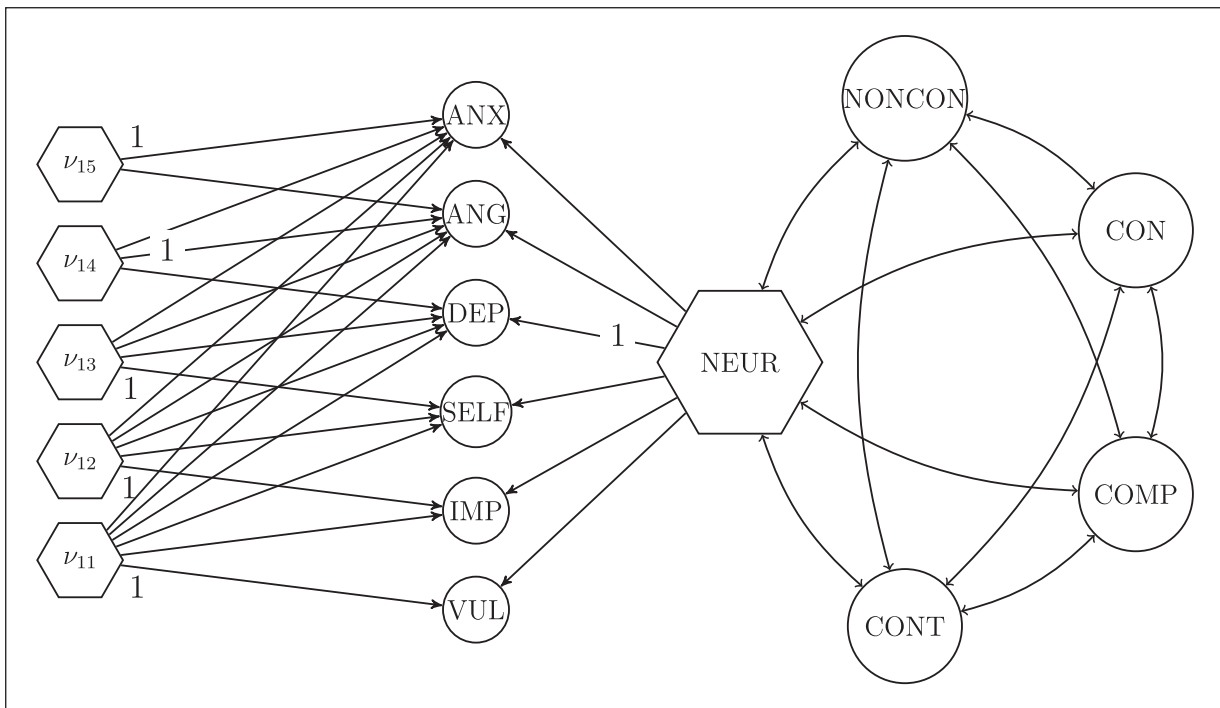 NONCON
1
ANX
ν15
ANG
CON
1
ν14
DEP
1
NEUR
ν13
1
SELF
ν12
1
COMP
IMP
ν11
1
VUL
CONT